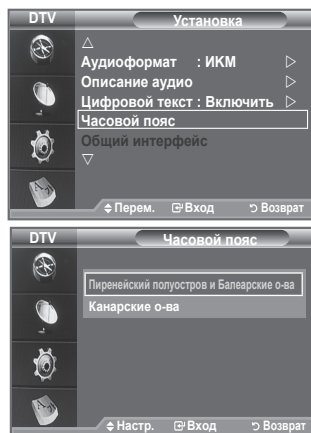 DTV
Установка
△
Аудиоформат : ИКМ ▷
Описание аудио ▷
Цифровой текст : Включить ▷
Часовой пояс
Общий интерфейс
▽
Перем. Вход Возврат
DTV
Часовой пояс
Пиренейский полуостров и Балеарские о-ва
Канарские о-ва
Настр. Вход Возврат